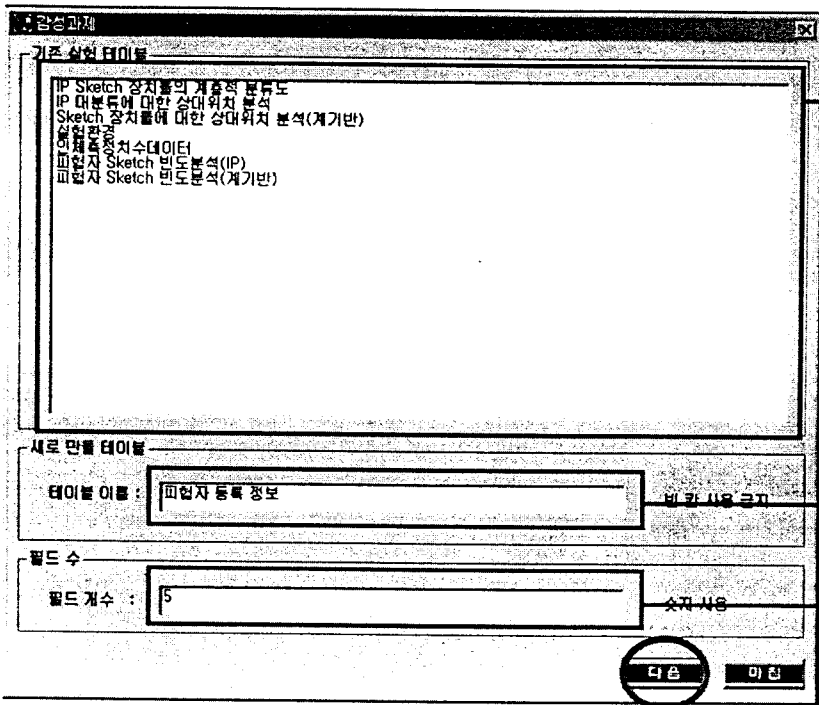 감성과제
기존 실험 테이블
IP Sketch 장치들의 계층적 분류도
IP 대분류에 대한 상대위치 분석
Sketch 장치들에 대한 상대위치 분석(계기반)
실험환경
인체측정치수데이터
피험자 Sketch 빈도분석(IP)
피험자 Sketch 빈도분석(계기반)
새로 만들 테이블
테이블 이름 : 피험자 등록 정보 빈 칸 사용 금지
필드 수
필드 개수 : 5 숫자 사용
다음 마침